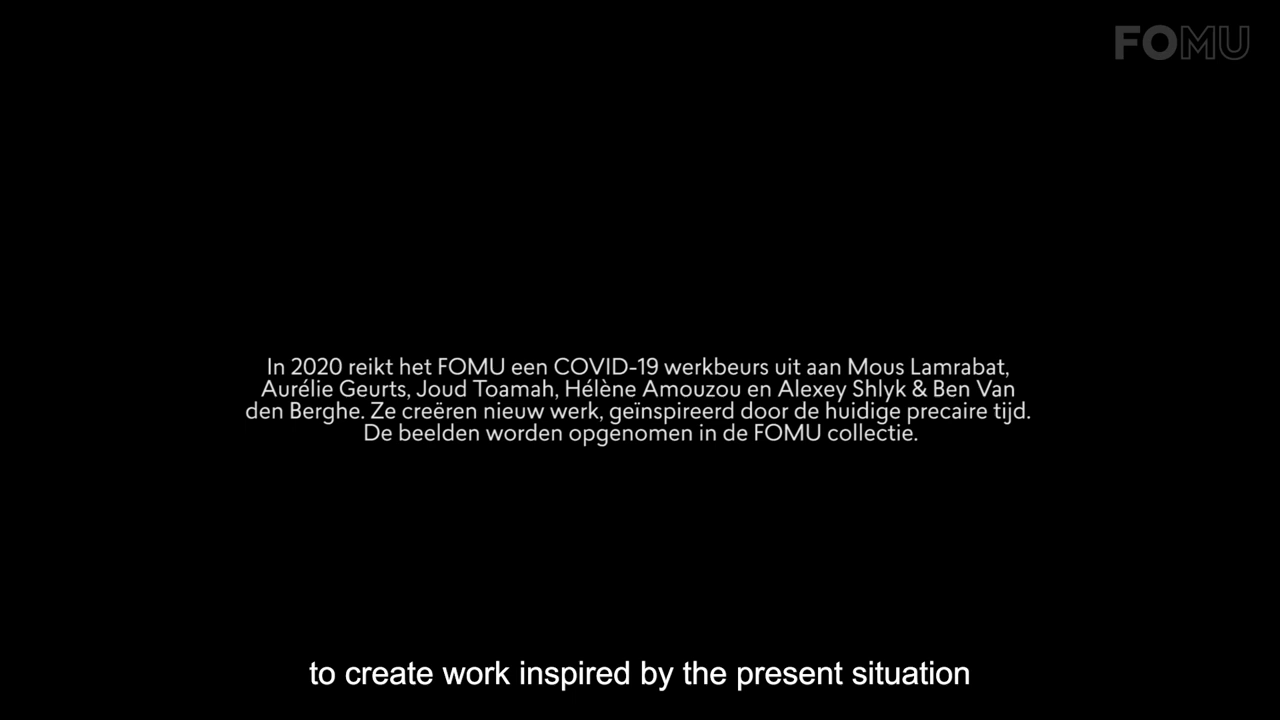 FOMU
In 2020 reikt het FOMU een COVID-19 werkbeurs uit aan Mous Lamrabat,
Aurélie Geurts, Joud Toamah, Hélène Amouzou en Alexey Shlyk & Ben Van
den Berghe. Ze creëren nieuw werk, geïnspireerd door de huidige precaire tijd.
De beelden worden opgenomen in de FOMU collectie.
to create work inspired by the present situation